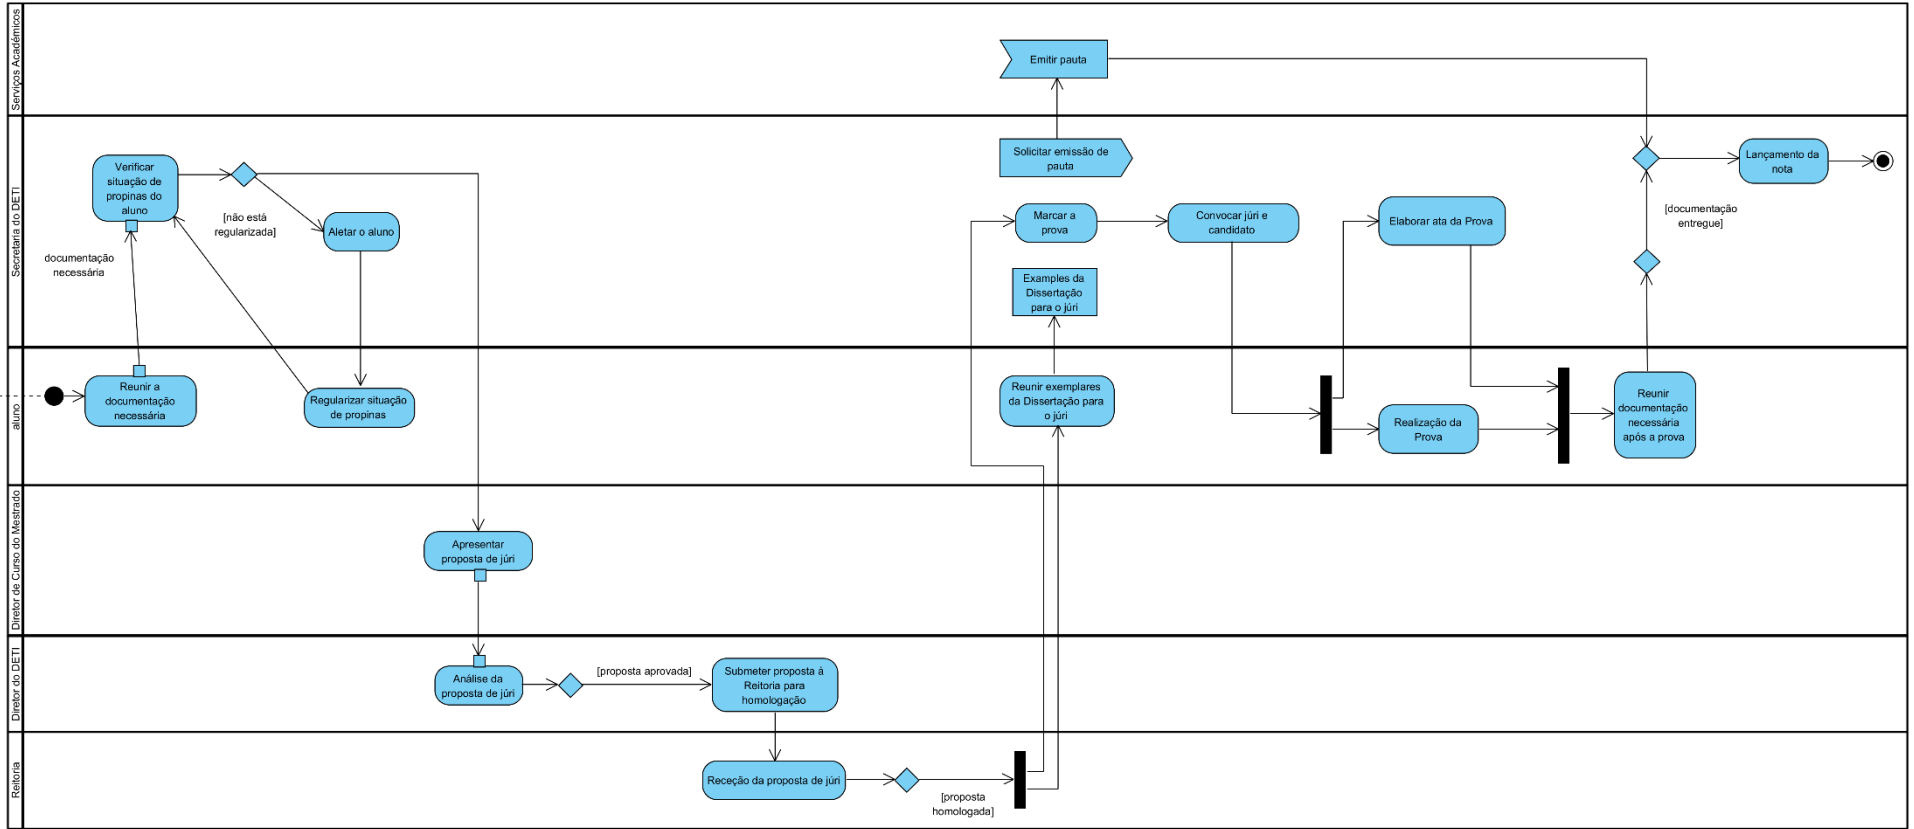 Serviços Académicos
Emitir pauta
Secretaria do DETI
Verificar
situação de
propinas do
aluno
[não está
regularizada]
Aletar o aluno
documentação
necessária
Solicitar emissão de
pauta
Marcar a
prova
Convocar júri e
candidato
Elaborar ata da Prova
Examples da
Dissertação
para o júri
[documentação
entregue]
Lançamento da
nota
aluno
Reunir a
documentação
necessária
Regularizar situação
de propinas
Reunir exemplares
da Dissertação para
o júri
Realização da
Prova
Reunir
documentação
necessária
após a prova
Diretor de Curso do Mestrado
Apresentar
proposta de júri
Diretor do DETI
Análise da
proposta de júri
[proposta aprovada]
Submeter proposta à
Reitoria para
homologação
Reitoria
Receção da proposta de júri
[proposta
homologada]